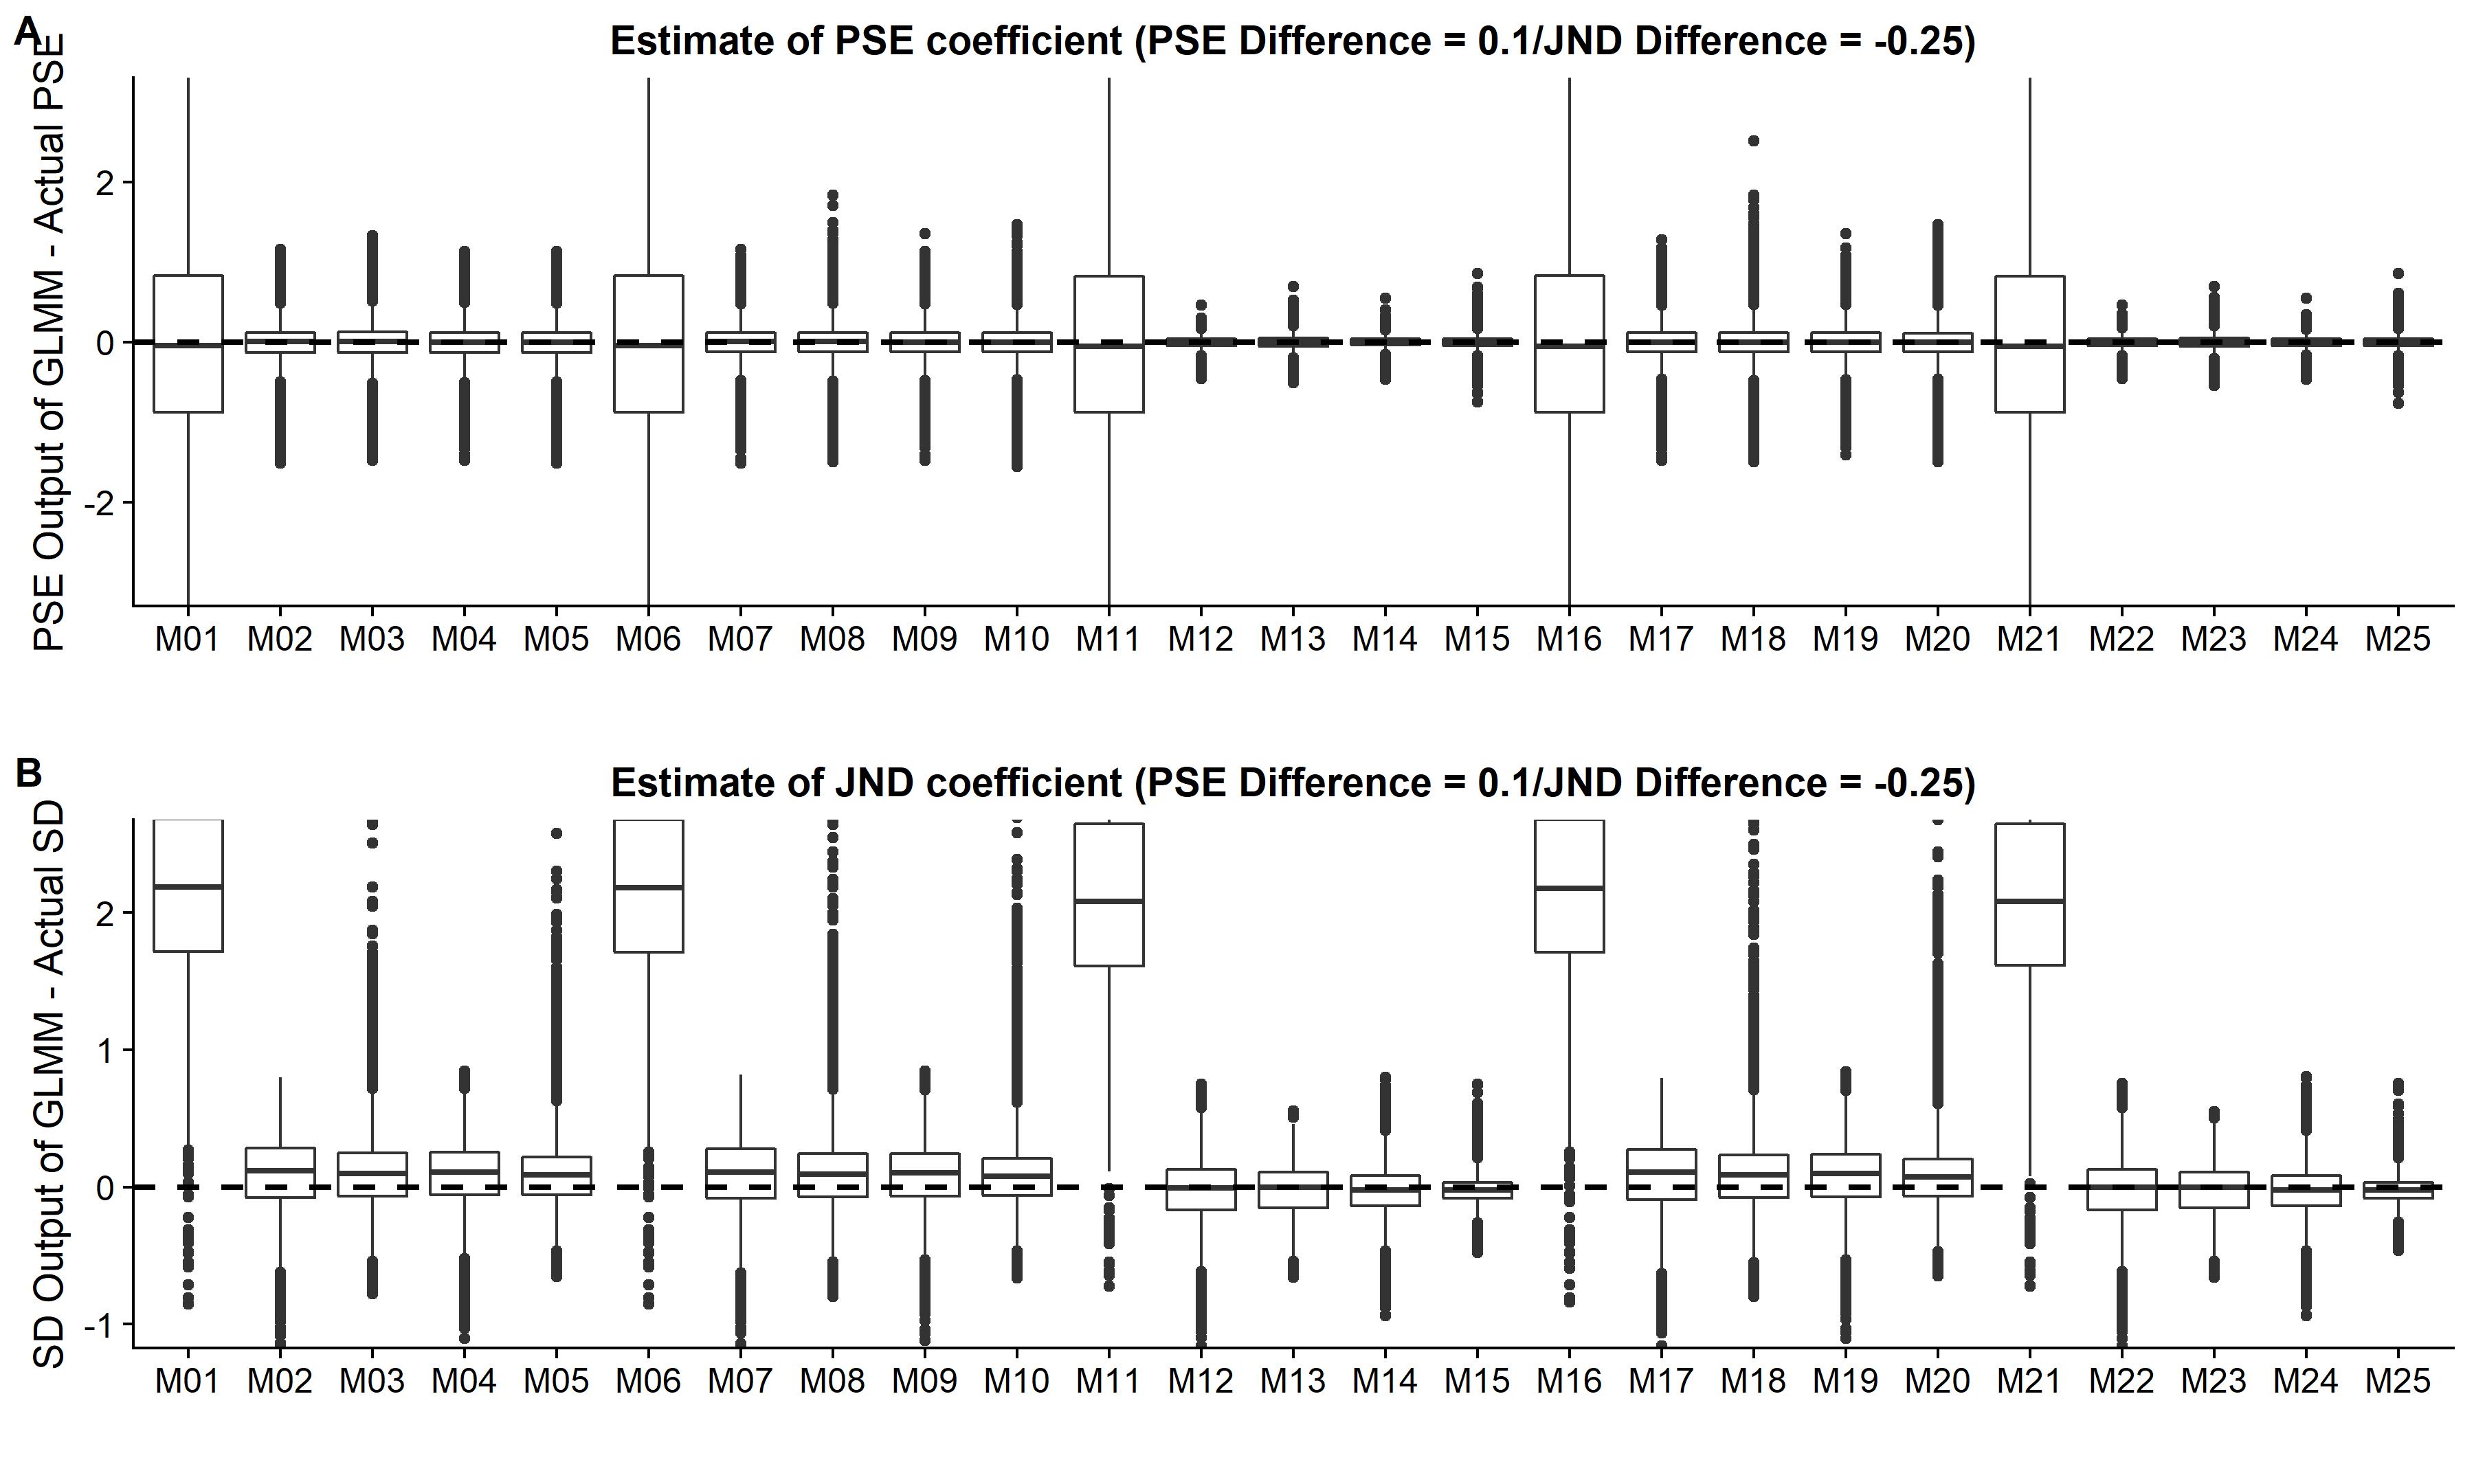 A
Estimate of PSE coefficient (PSE Difference = 0.1/JND Difference = -0.25)
PSE Output of GLMM - Actual PSE
2
0
-2
M01 M02 M03 M04 M05 M06 M07 M08 M09 M10 M11 M12 M13 M14 M15 M16 M17 M18 M19 M20 M21 M22 M23 M24 M25
B
Estimate of JND coefficient (PSE Difference = 0.1/JND Difference = -0.25)
SD Output of GLMM - Actual SD
2
1
0
-1
M01 M02 M03 M04 M05 M06 M07 M08 M09 M10 M11 M12 M13 M14 M15 M16 M17 M18 M19 M20 M21 M22 M23 M24 M25